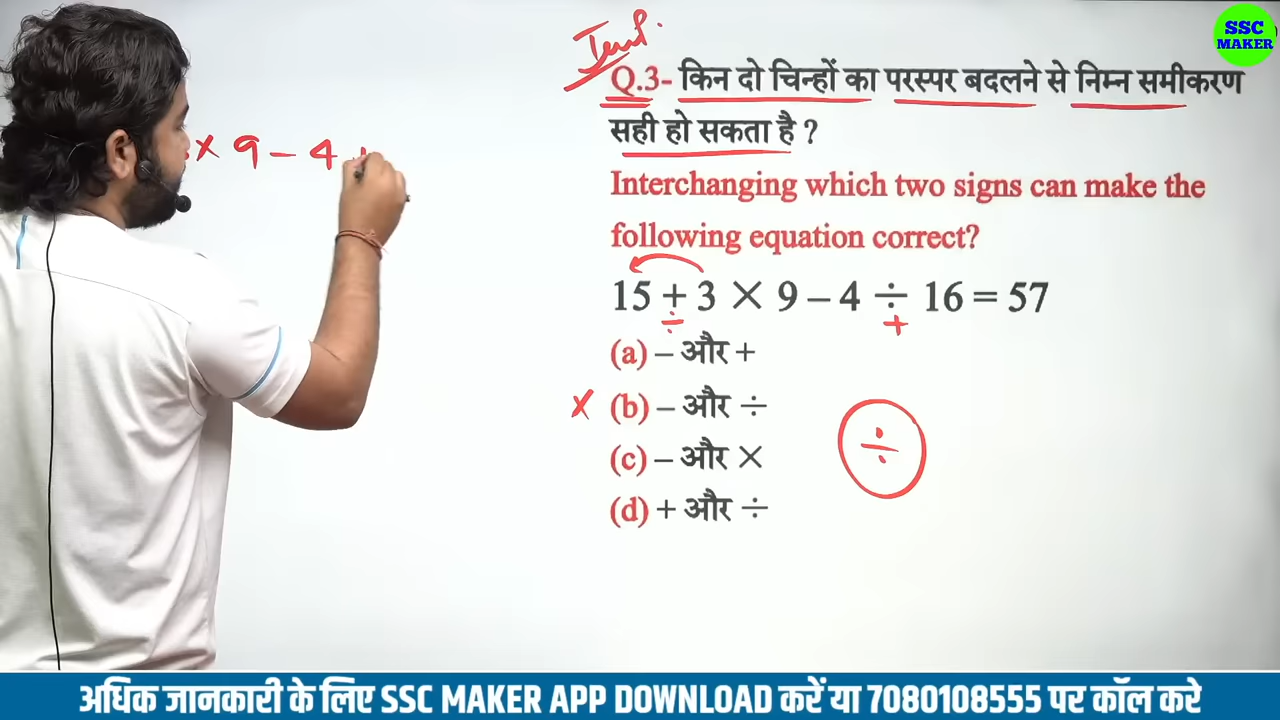 SSC
MAKER
Q.3- किन दो चिन्हों का परस्पर बदलने से निम्न समीकरण
सही हो सकता है ?
Interchanging which two signs can make the
following equation correct?
15 + 3 × 9 – 4 ÷ 16 = 57
÷ +
(a) – और +
× (b) – और ÷
(c) – और ×
(d) + और ÷
÷
× 9 – 4
अधिक जानकारी के लिए SSC MAKER APP DOWNLOAD करें या 7080108555 पर कॉल करे